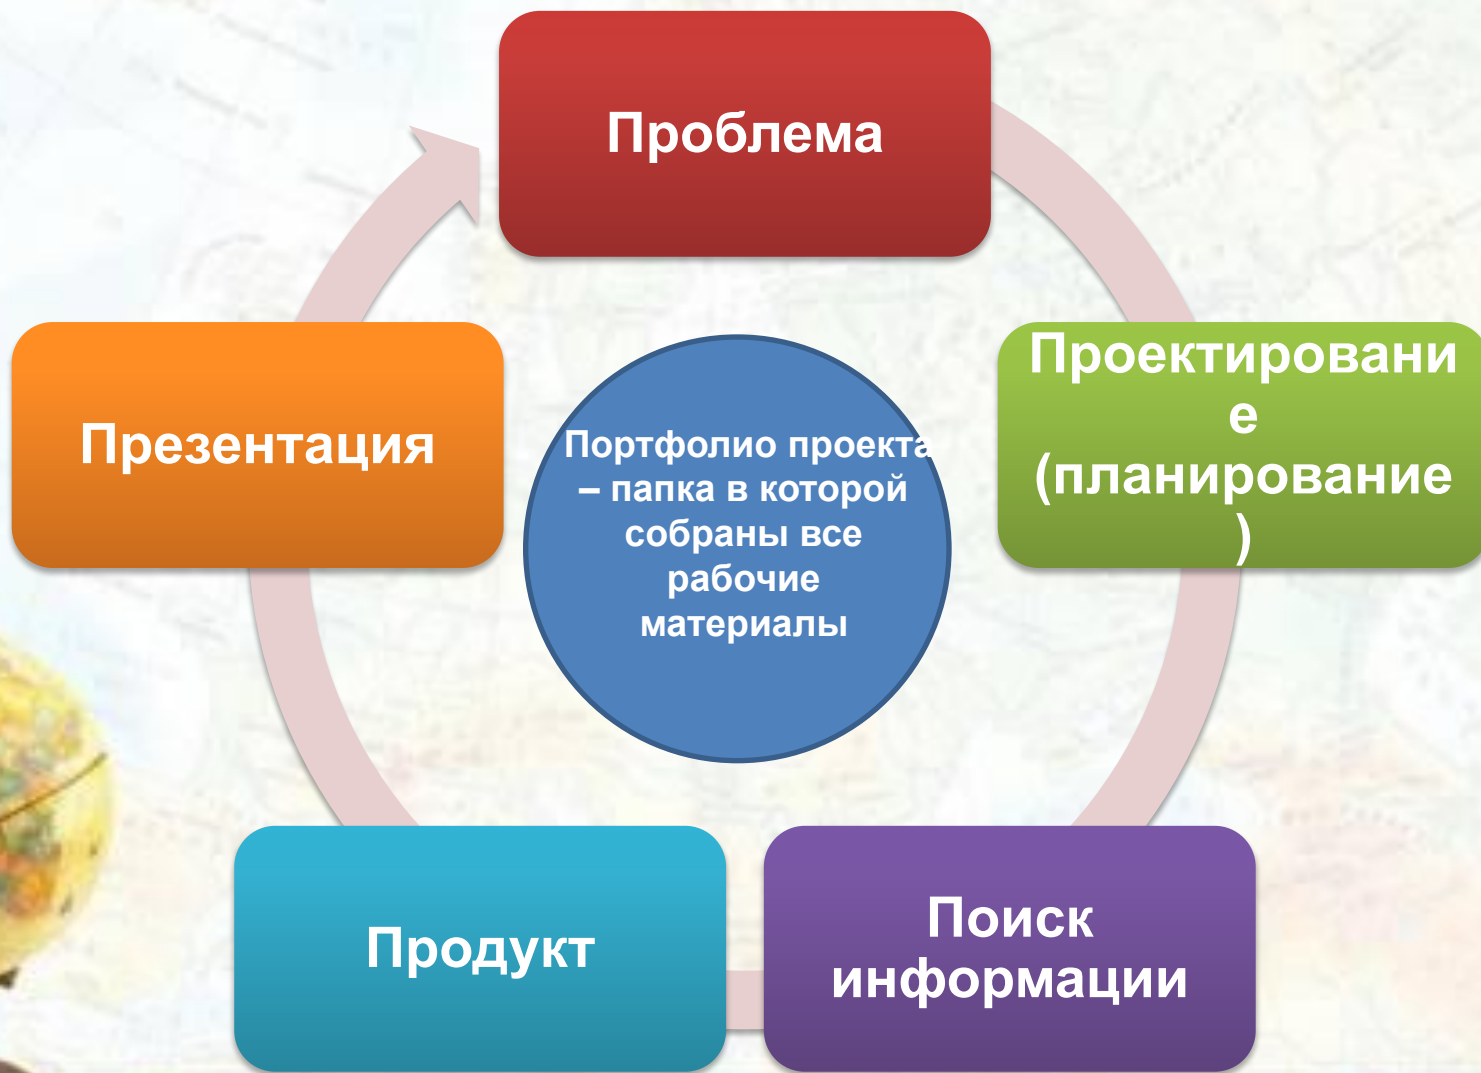 Проблема
Проектировани
е
(планирование
)
Поиск
информации
Продукт
Презентация
Портфолио проекта
– папка в которой
собраны все
рабочие
материалы